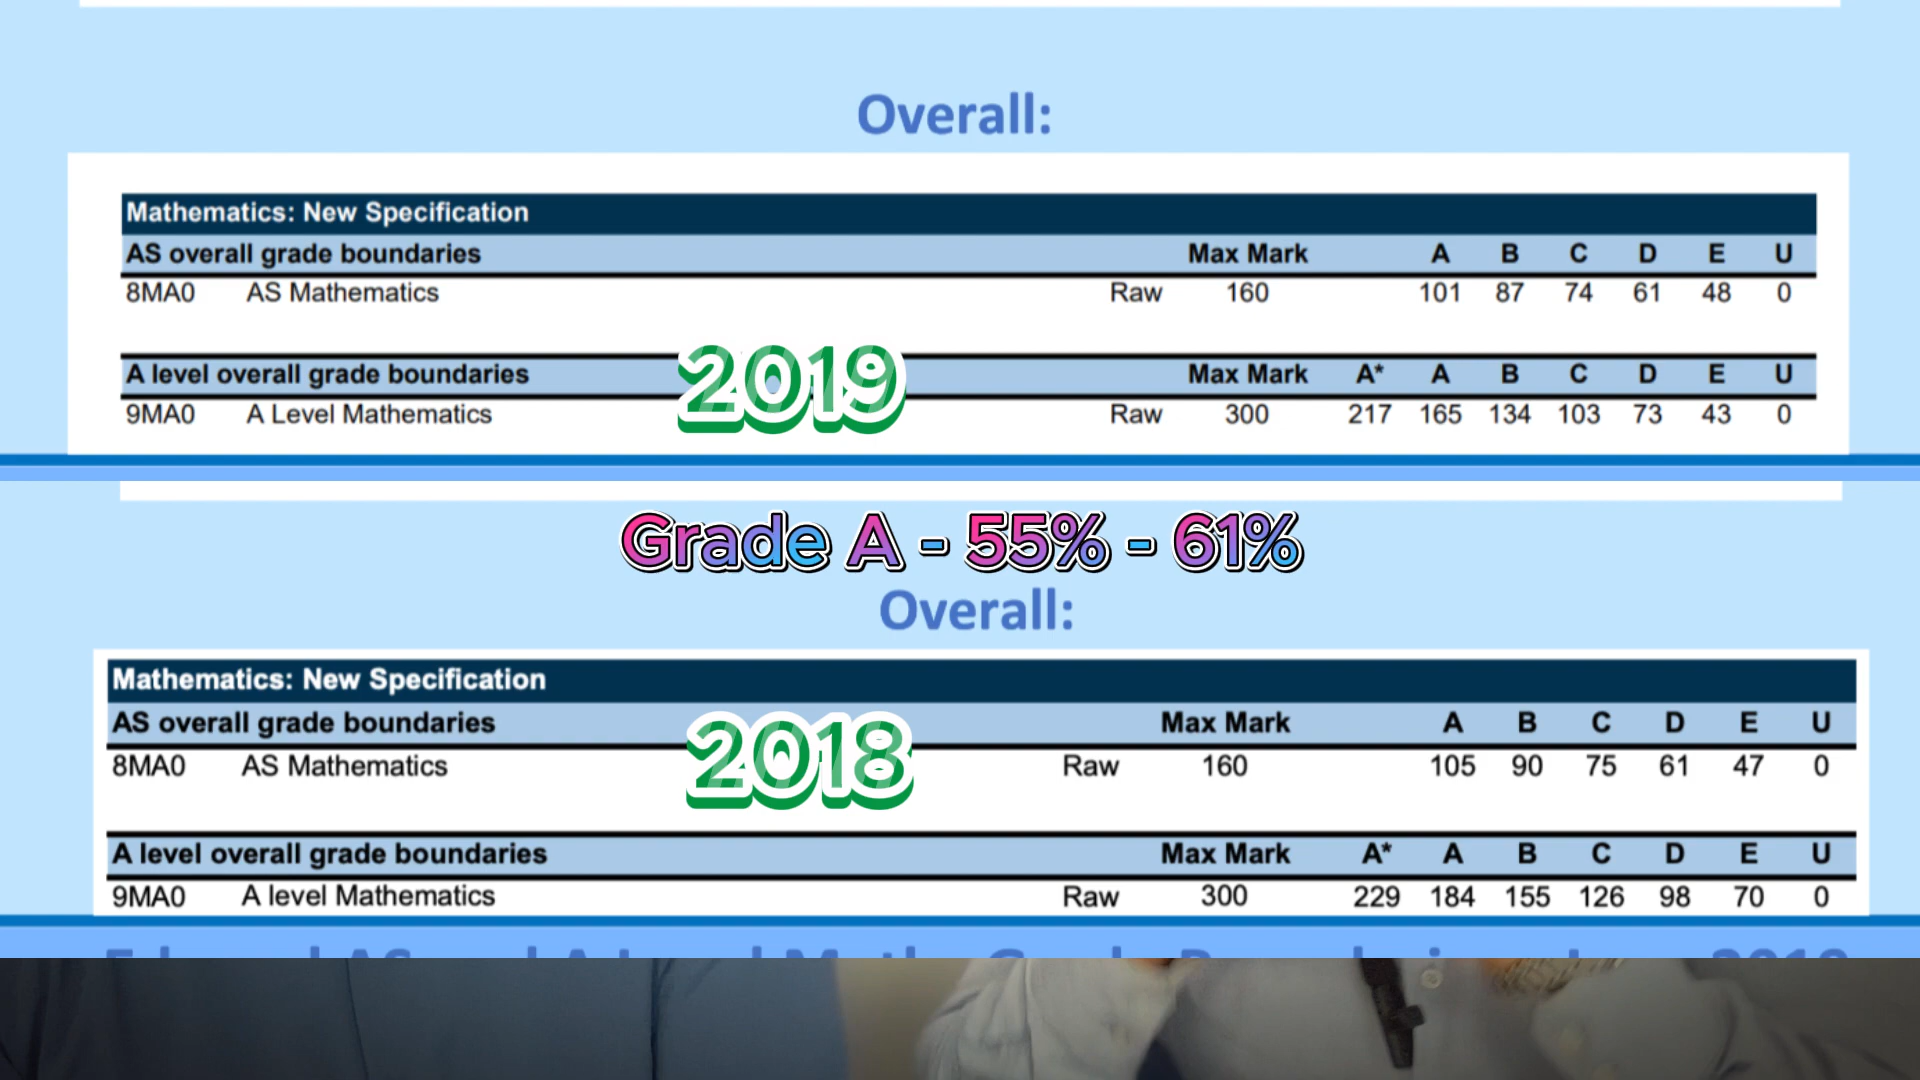 Overall:
Mathematics: New Specification
AS overall grade boundaries Max Mark A B C D E U
8MA0 AS Mathematics Raw 160 101 87 74 61 48 0
2019
A level overall grade boundaries Max Mark A* A B C D E U
9MA0 A Level Mathematics Raw 300 217 165 134 103 73 43 0
Grade A - 55% - 61%
Overall:
Mathematics: New Specification
AS overall grade boundaries Max Mark A B C D E U
2018
8MA0 AS Mathematics Raw 160 105 90 75 61 47 0
A level overall grade boundaries Max Mark A* A B C D E U
9MA0 A level Mathematics Raw 300 229 184 155 126 98 70 0